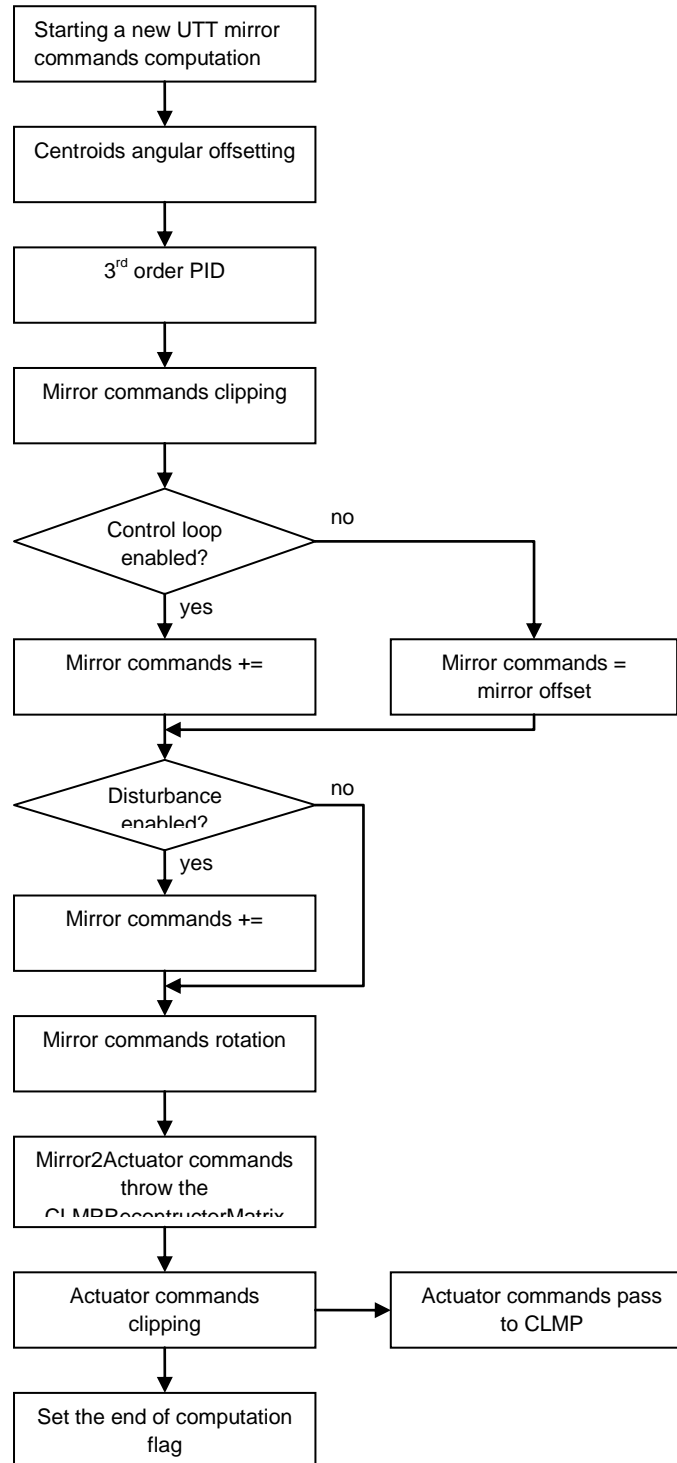 Starting a new UTT mirror
commands computation
Centroids angular offsetting
3rd order PID
Mirror commands clipping
Control loop
enabled?
no
yes
Mirror commands +=
Mirror commands =
mirror offset
Disturbance
enabled?
no
yes
Mirror commands +=
Mirror commands rotation
Mirror2Actuator commands
throw the
CLMPRecontructorMatrix
Actuator commands
clipping
Actuator commands pass
to CLMP
Set the end of computation
flag